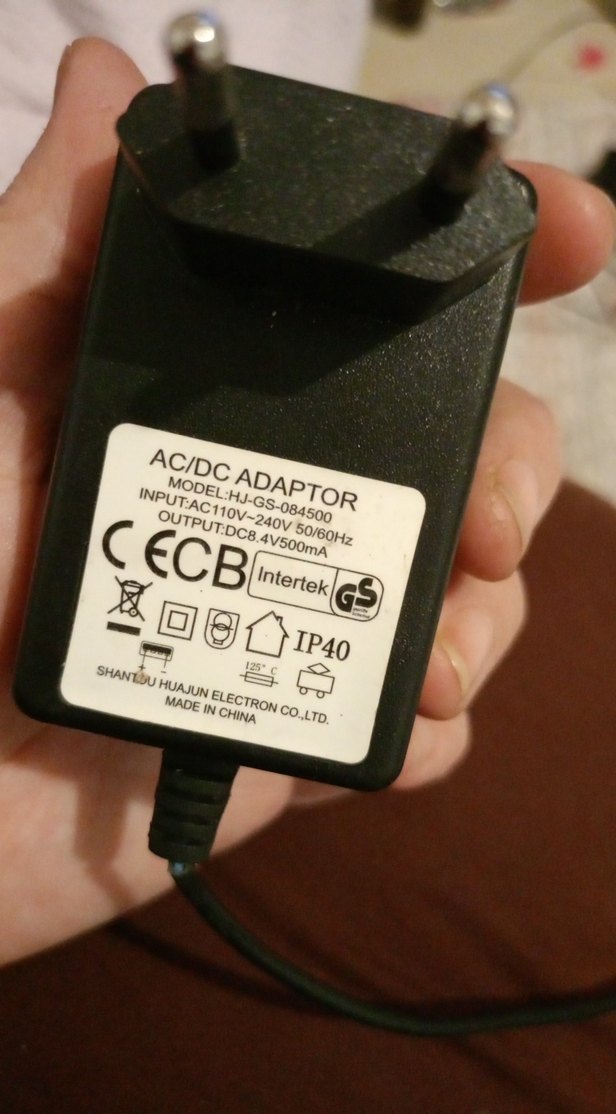 AC/DC ADAPTOR
MODEL:HJ-GS-084500
INPUT:AC110V~240V 50/60Hz
OUTPUT:DC8.4V500mA
CE CB Intertek GS
IP40
125°C
SHANTOU HUAJUN ELECTRON CO.,LTD.
MADE IN CHINA